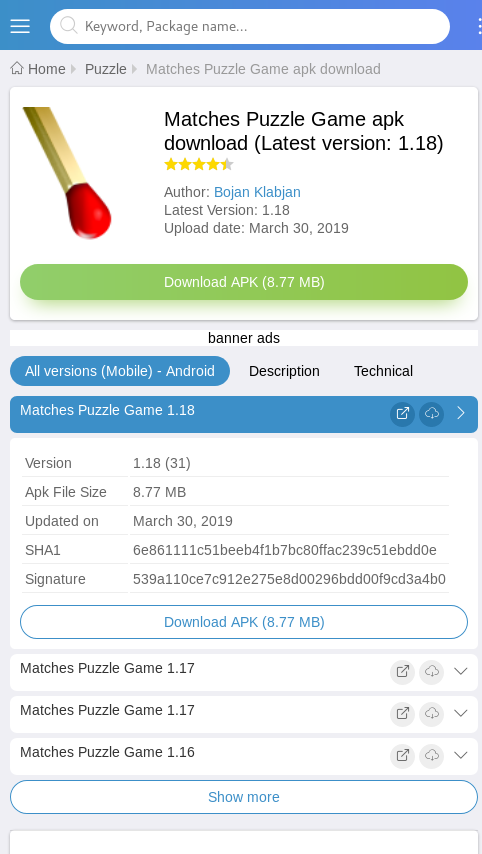 Keyword, Package name...
Home Puzzle Matches Puzzle Game apk download
Matches Puzzle Game apk
download (Latest version: 1.18)
Author: Bojan Klabjan
Latest Version: 1.18
Upload date: March 30, 2019
Download APK (8.77 MB)
banner ads
All versions (Mobile) - Android Description Technical
Matches Puzzle Game 1.18
Version 1.18 (31)
Apk File Size 8.77 MB
Updated on March 30, 2019
SHA1 6e861111c51beeb4f1b7bc80ffac239c51ebdd0e
Signature 539a110ce7c912e275e8d00296bdd00f9cd3a4b0
Download APK (8.77 MB)
Matches Puzzle Game 1.17
Matches Puzzle Game 1.17
Matches Puzzle Game 1.16
Show more